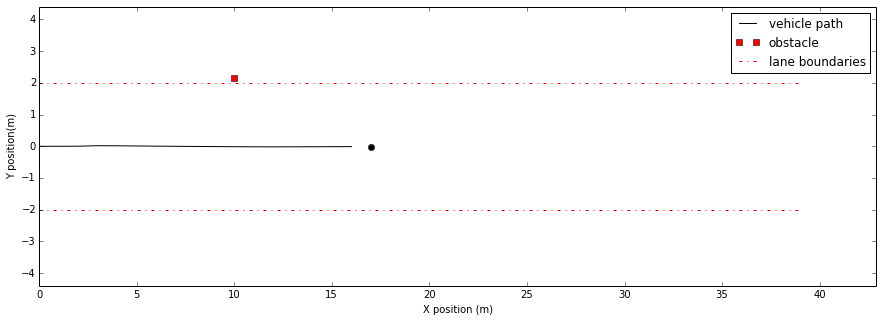 4
3
2
1
0
−1
−2
−3
−4
Y position(m)
vehicle path
obstacle
lane boundaries
0 5 10 15 20 25 30 35 40
X position (m)